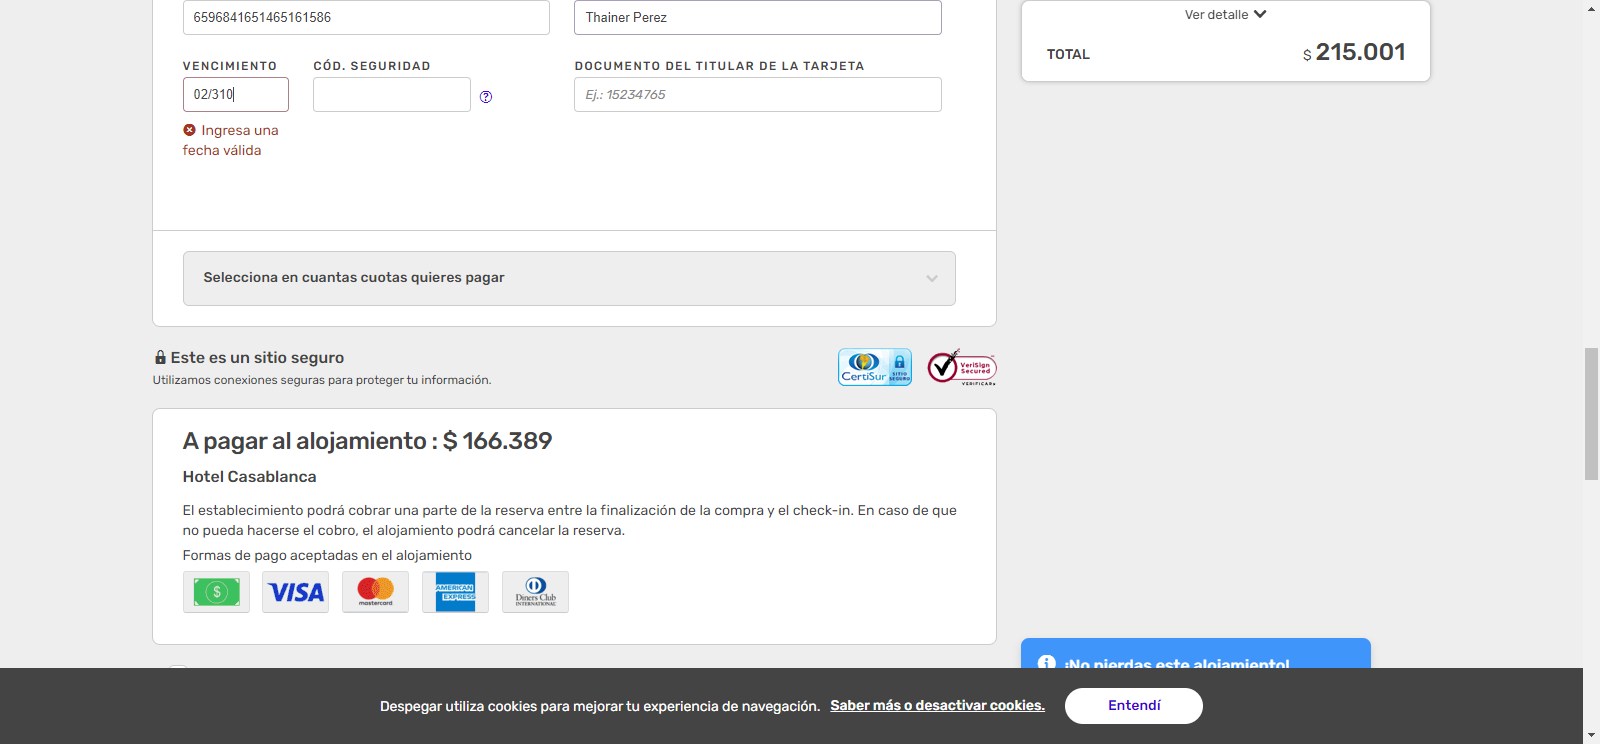 6596841651465161586
Thainer Perez
Ver detalle
TOTAL
$ 215.001
VENCIMIENTO
CÓD. SEGURIDAD
DOCUMENTO DEL TITULAR DE LA TARJETA
02/310
?
Ej.: 15234765
Ingresa una
fecha válida
Selecciona en cuantas cuotas quieres pagar
Este es un sitio seguro
Utilizamos conexiones seguras para proteger tu información.
CertiSur SITIO SEGURO
VeriSign Secured
VERIFICAR
A pagar al alojamiento : $ 166.389
Hotel Casablanca
El establecimiento podrá cobrar una parte de la reserva entre la finalización de la compra y el check-in. En caso de que
no pueda hacerse el cobro, el alojamiento podrá cancelar la reserva.
Formas de pago aceptadas en el alojamiento
$
VISA
mastercard
AMERICAN EXPRESS
Diners Club INTERNATIONAL
¡No pierdas este alojamiento!
Despegar utiliza cookies para mejorar tu experiencia de navegación. Saber más o desactivar cookies.
Entendí